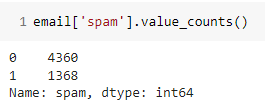 1 email['spam'].value_counts()
0    4360
1    1368
Name: spam, dtype: int64